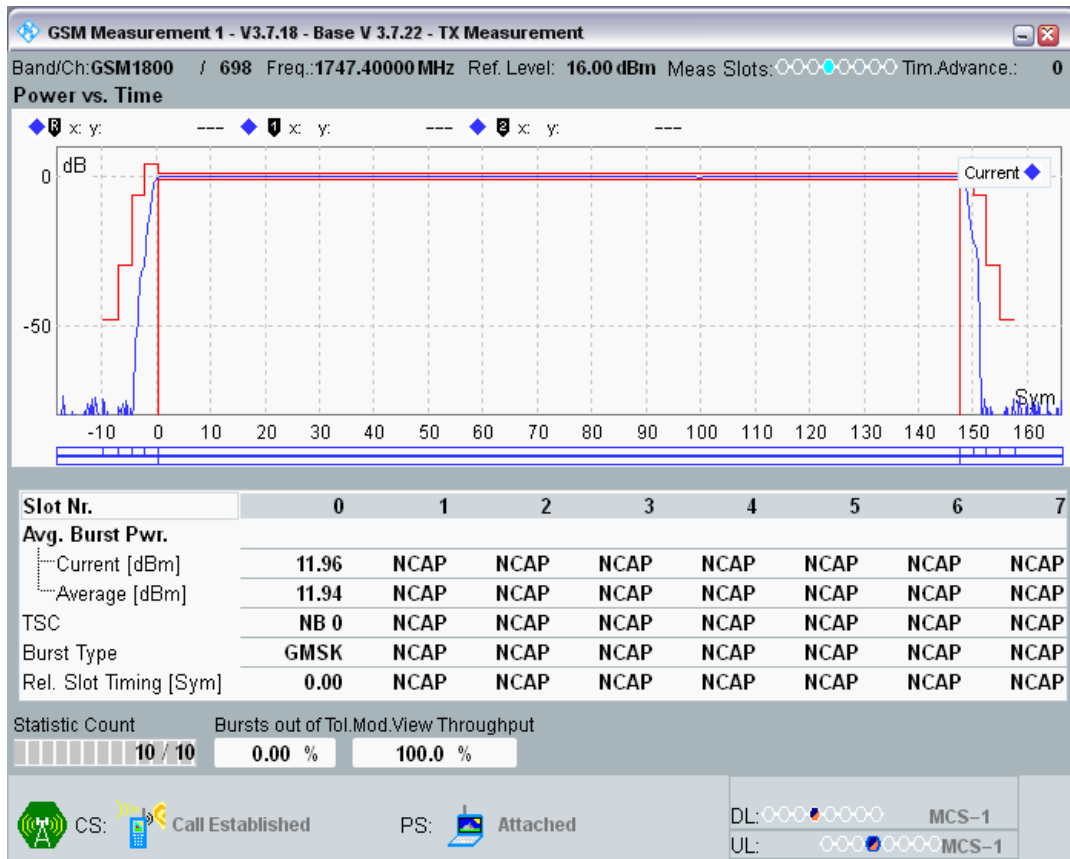 GSM Measurement 1 - V3.7.18 - Base V 3.7.22 - TX Measurement
Band/Ch:GSM1800 / 698 Freq.:1747.40000 MHz Ref. Level: 16.00 dBm Meas Slots: Tim.Advance.: 0
Power vs. Time
R x: y: --- 1 x: y: --- 2 x: y: ---
dB
Current
0
-50
Sym
-10 0 10 20 30 40 50 60 70 80 90 100 110 120 130 140 150 160
Slot Nr. 0 1 2 3 4 5 6 7
Avg. Burst Pwr.
Current [dBm] 11.96 NCAP NCAP NCAP NCAP NCAP NCAP NCAP
Average [dBm] 11.94 NCAP NCAP NCAP NCAP NCAP NCAP NCAP
TSC NB 0 NCAP NCAP NCAP NCAP NCAP NCAP NCAP
Burst Type GMSK NCAP NCAP NCAP NCAP NCAP NCAP NCAP
Rel. Slot Timing [Sym] 0.00 NCAP NCAP NCAP NCAP NCAP NCAP NCAP
Statistic Count Bursts out of Tol.Mod.View Throughput
10 / 10 0.00 % 100.0 %
CS: Call Established PS: Attached DL: MCS-1
UL: MCS-1